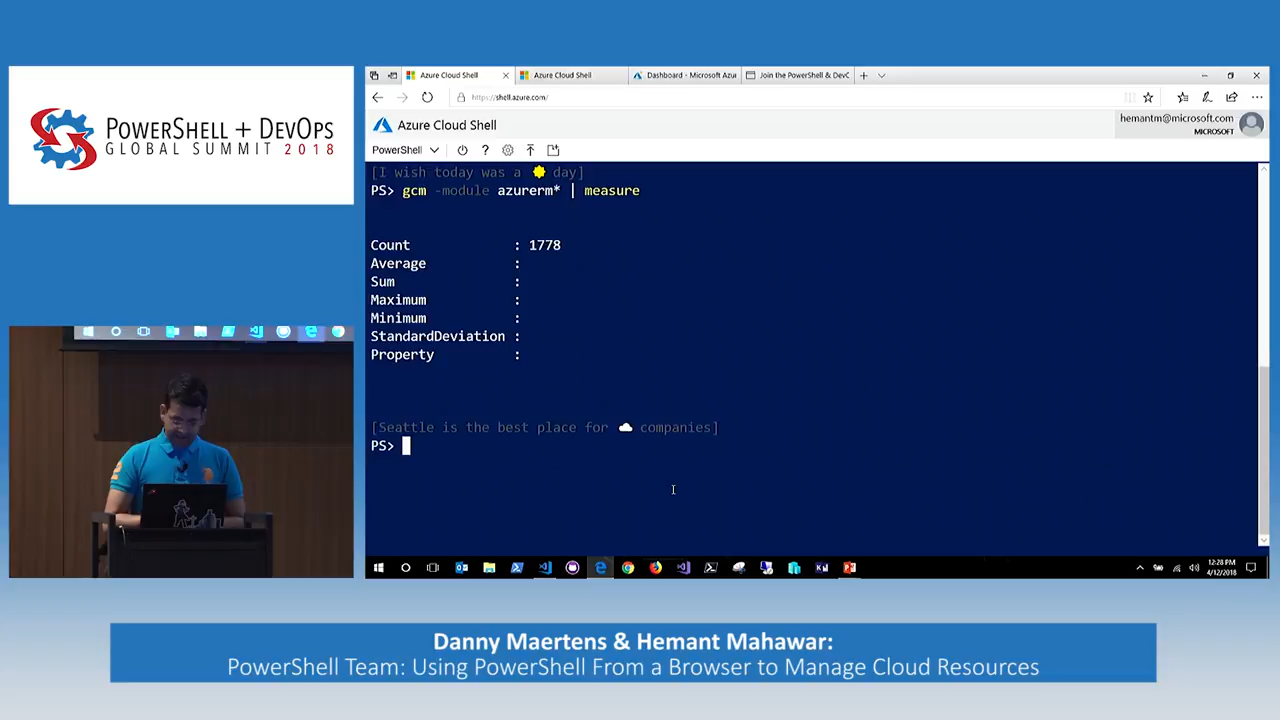 POWERSHELL + DEVOPS
GLOBAL SUMMIT 2018
Azure Cloud Shell
Azure Cloud Shell
Dashboard - Microsoft Azur
Join the PowerShell & DevO
https://shell.azure.com/
Azure Cloud Shell
hemantm@microsoft.com
MICROSOFT
PowerShell
[I wish today was a day]
PS> gcm -module azurerm* | measure
Count : 1778
Average :
Sum :
Maximum :
Minimum :
StandardDeviation :
Property :
[Seattle is the best place for companies]
PS>
12:28 PM
4/12/2018
Danny Maertens & Hemant Mahawar:
PowerShell Team: Using PowerShell From a Browser to Manage Cloud Resources